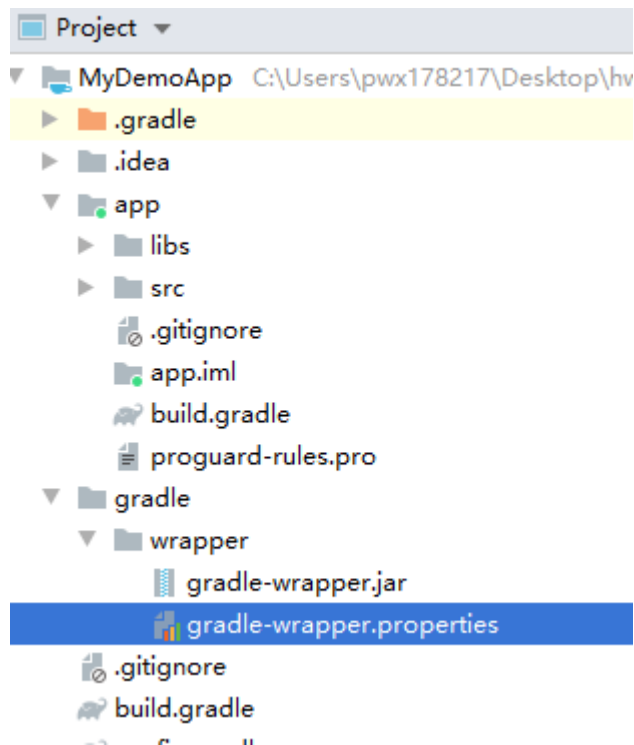 Project
MyDemoApp C:\Users\pwx178217\Desktop\hw
.gradle
.idea
app
libs
src
.gitignore
app.iml
build.gradle
proguard-rules.pro
gradle
wrapper
gradle-wrapper.jar
gradle-wrapper.properties
.gitignore
build.gradle